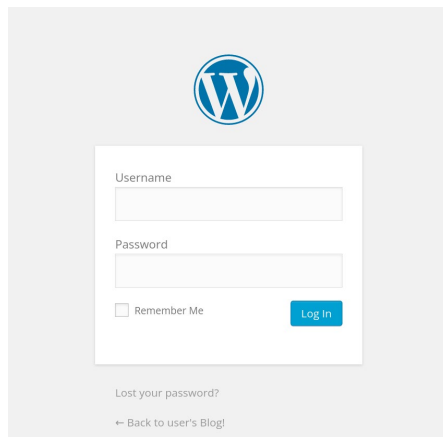 Username
Password
Remember Me
Log In
Lost your password?
← Back to user's Blog!